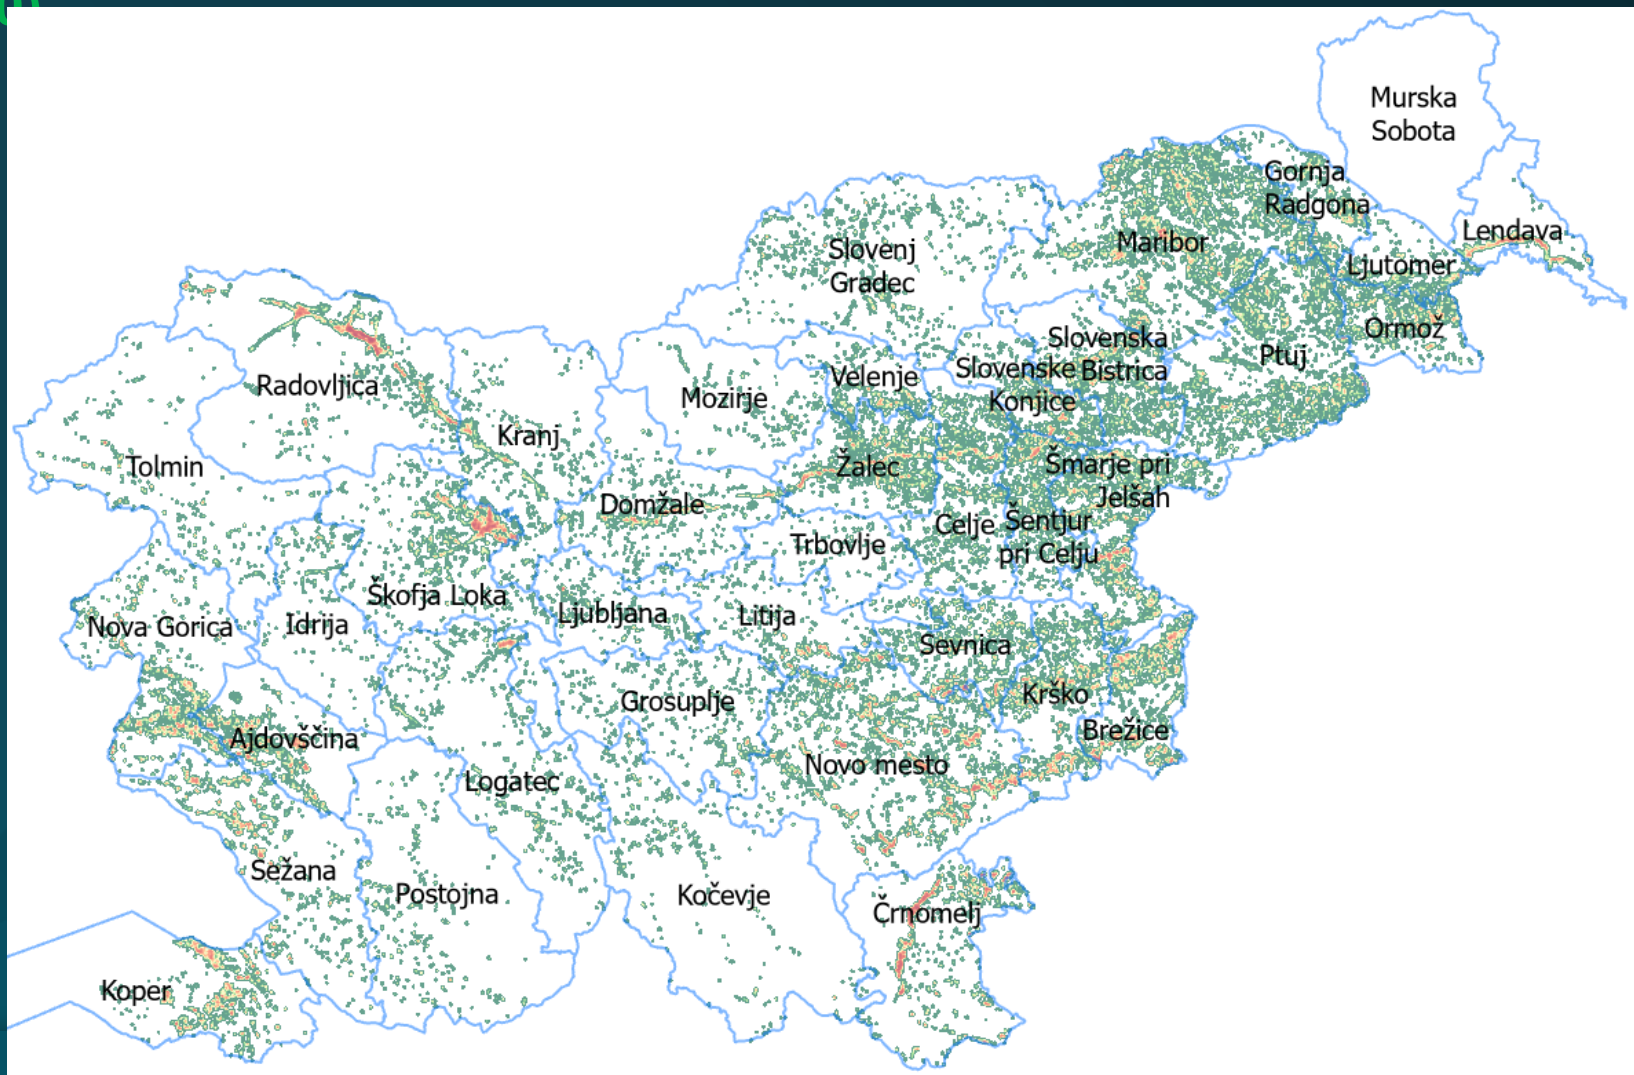 Murska
Sobota
Gornja
Radgona
Lendava
Maribor
Slovenj
Gradec
Ljutomer
Ormož
Slovenska
Bistrica
Ptuj
Slovenske
Konjice
Velenje
Radovljica
Mozirje
Kranj
Tolmin
Žalec
Šmarje pri
Jelšah
Domžale
Celje
Šentjur
pri Celju
Trbovlje
Škofja Loka
Ljubljana
Litija
Nova Gorica
Idrija
Sevnica
Krško
Grosuplje
Brežice
Ajdovščina
Novo mesto
Logatec
Sežana
Postojna
Kočevje
Črnomelj
Koper